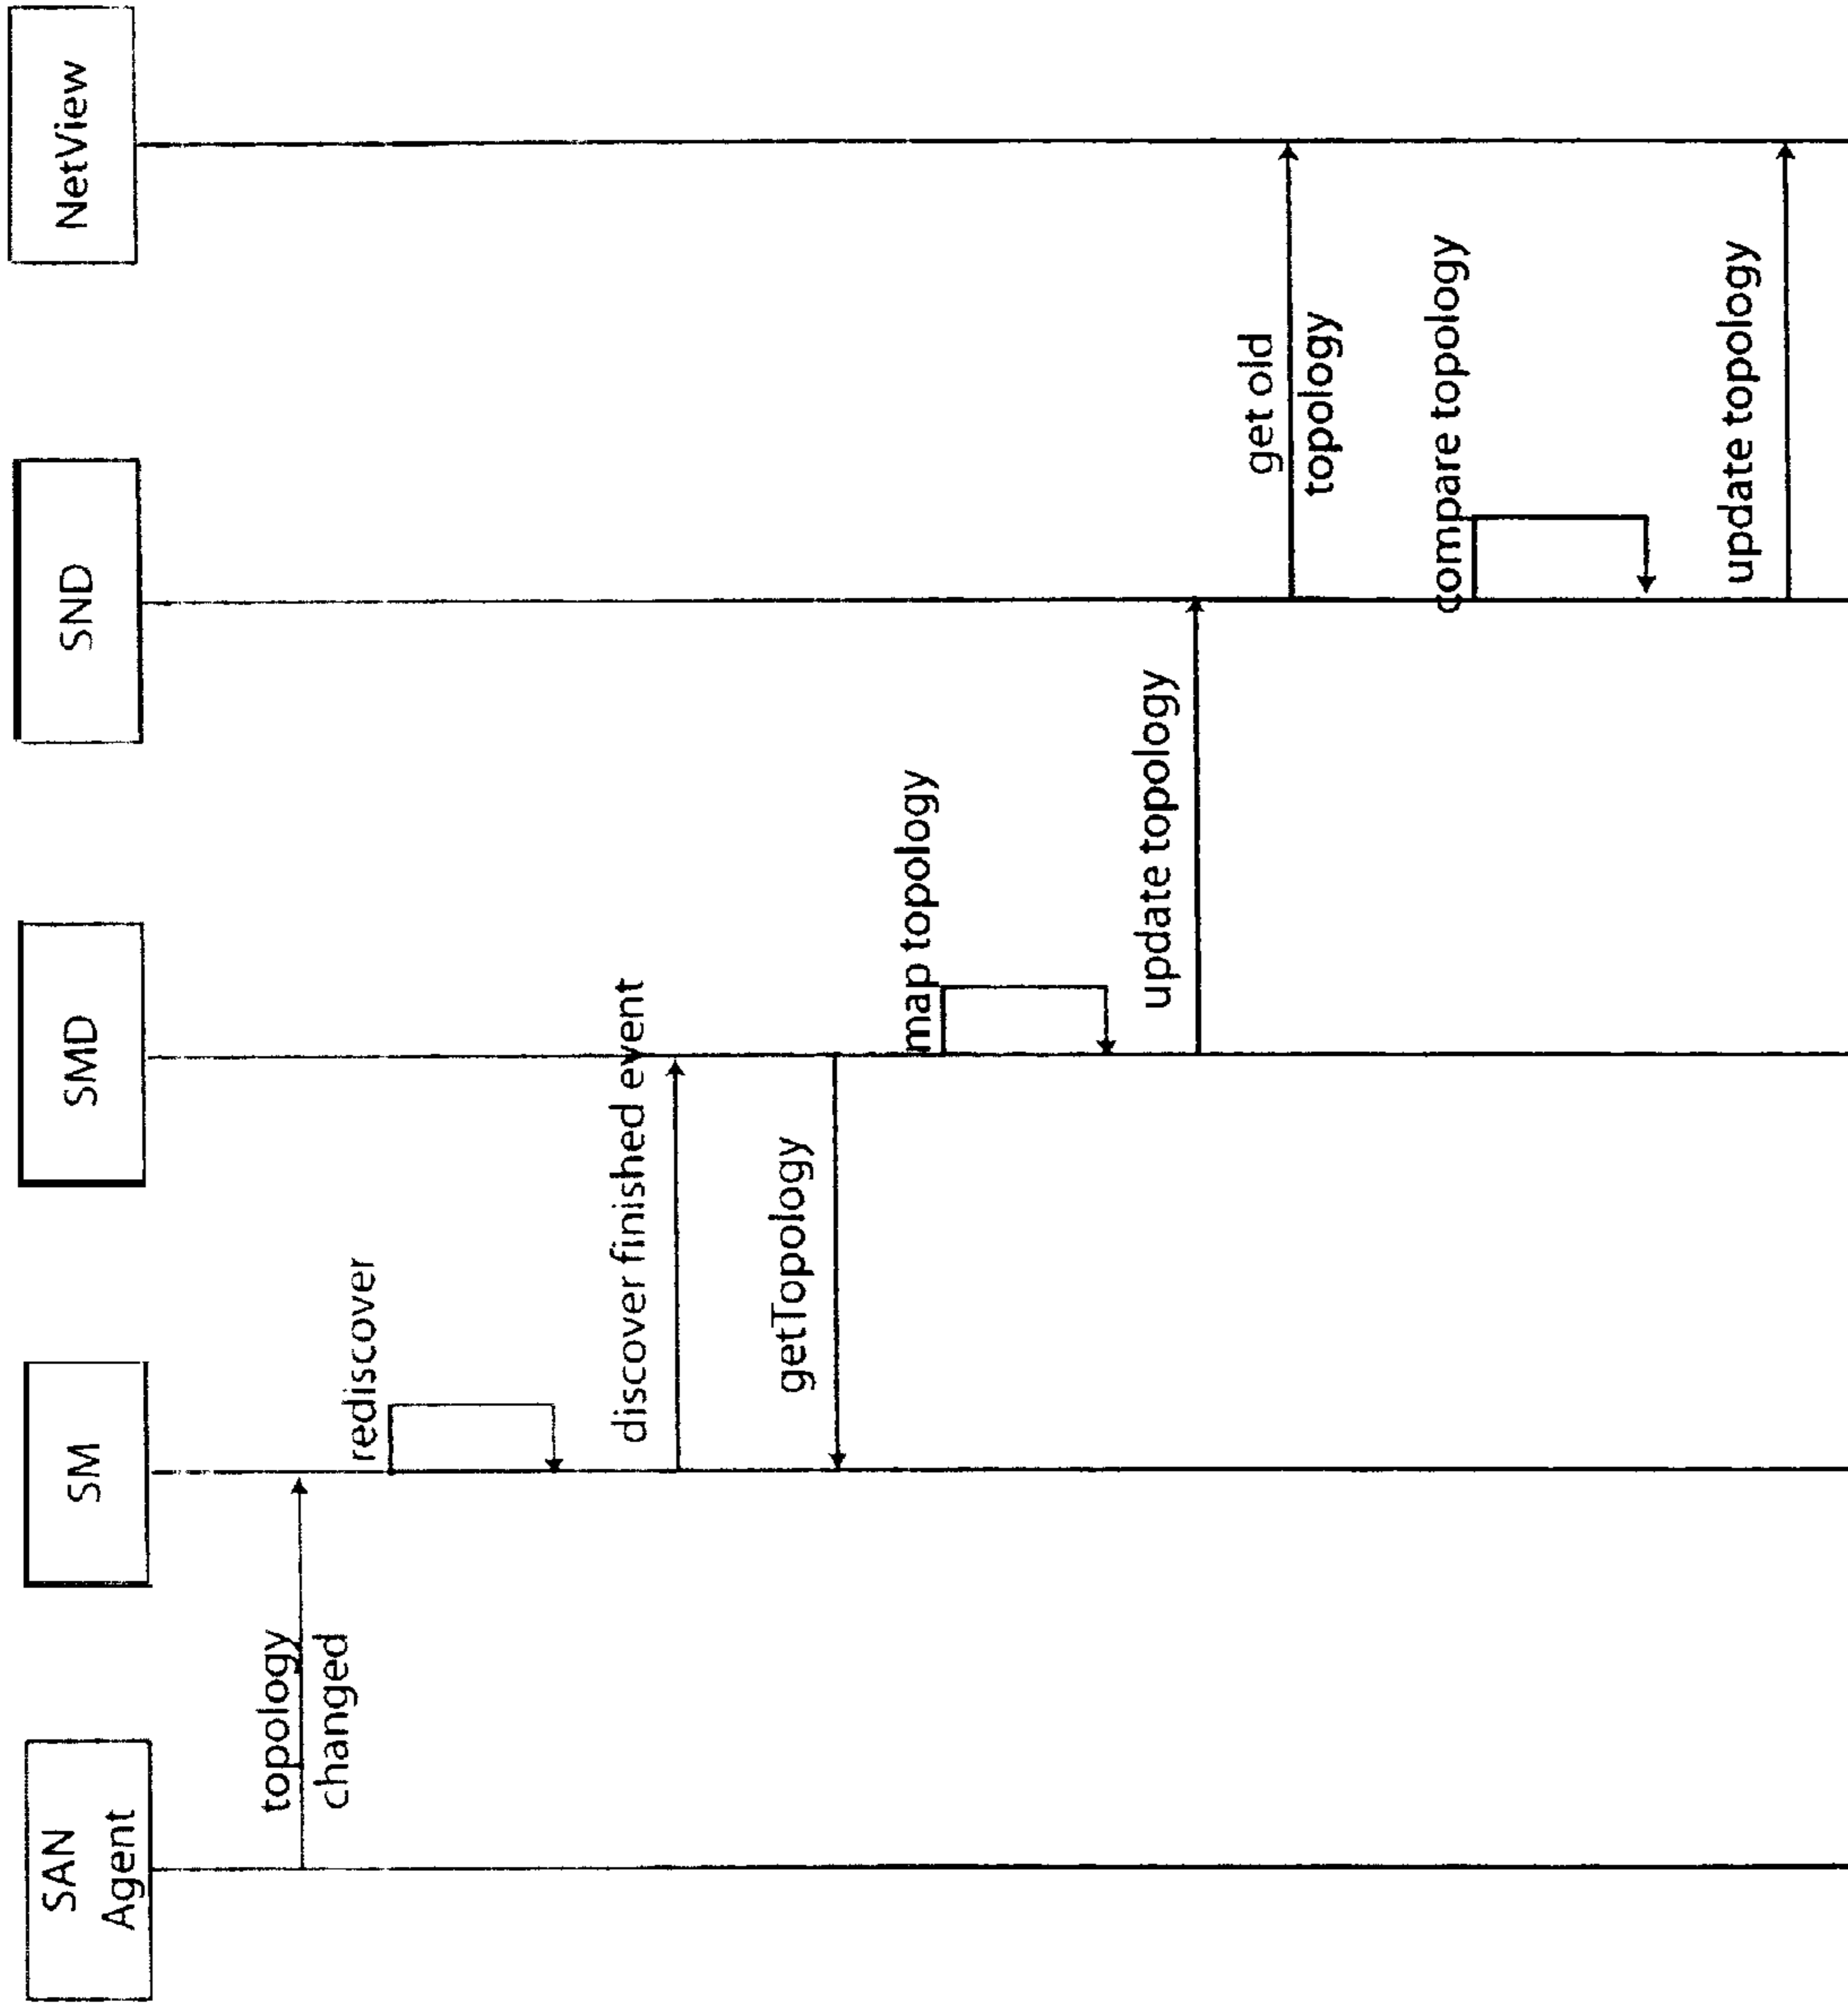 SAN
Agent
SM
SMD
SND
NetView
topology
changed
rediscover
discover finished event
getTopology
map topology
update topology
get old
topology
compare topology
update topology